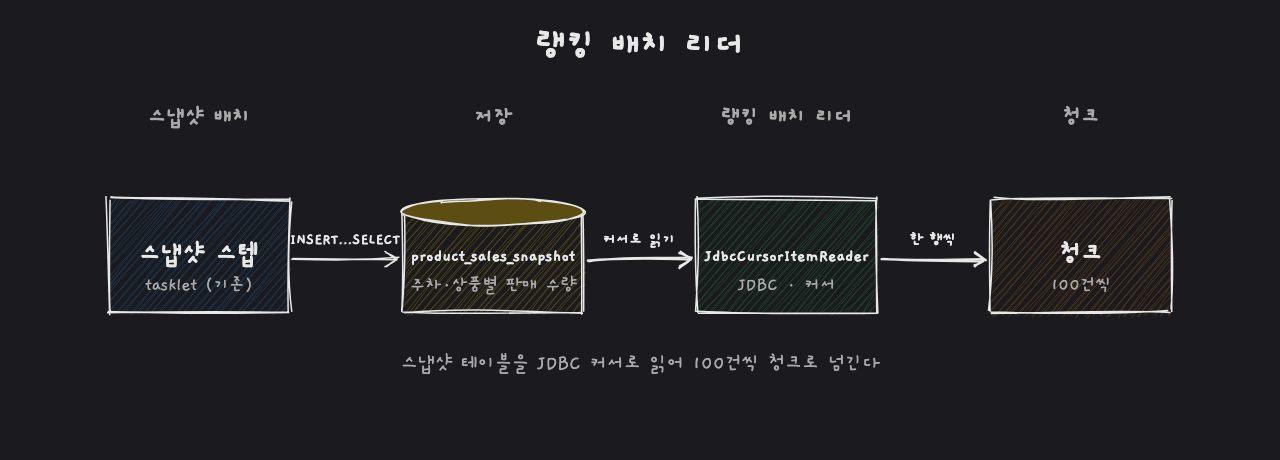 랭킹 배치 리더
스냅샷 배치
저장
랭킹 배치 리더
청크
스냅샷 스텝
tasklet (기존)
INSERT...SELECT
product_sales_snapshot
주차·상품별 판매 수량
커서로 읽기
JdbcCursorItemReader
JDBC · 커서
한 행씩
청크
100건씩
스냅샷 테이블을 JDBC 커서로 읽어 100건씩 청크로 넘긴다